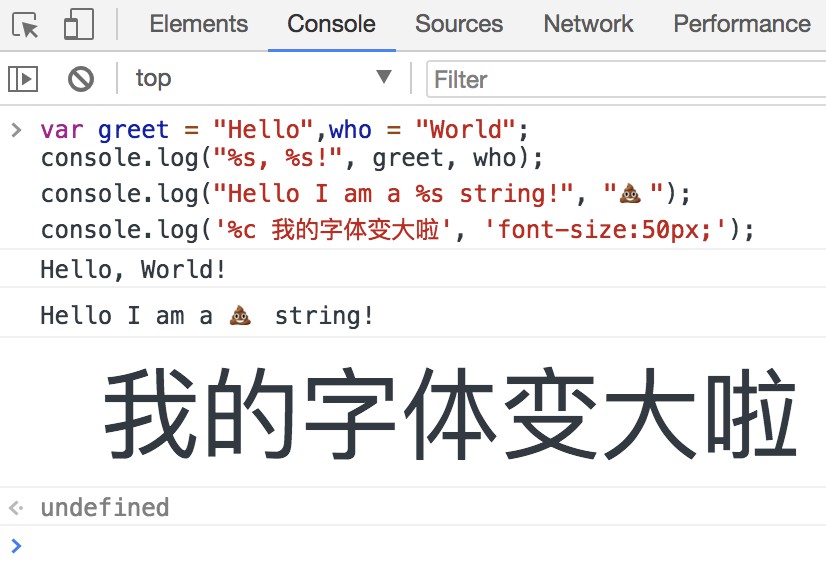 Elements Console Sources Network Performance
top Filter
var greet = "Hello",who = "World";
console.log("%s, %s!", greet, who);
console.log("Hello I am a %s string!", "💩");
console.log('%c 我的字体变大啦', 'font-size:50px;');
Hello, World!
Hello I am a 💩 string!
我的字体变大啦
undefined